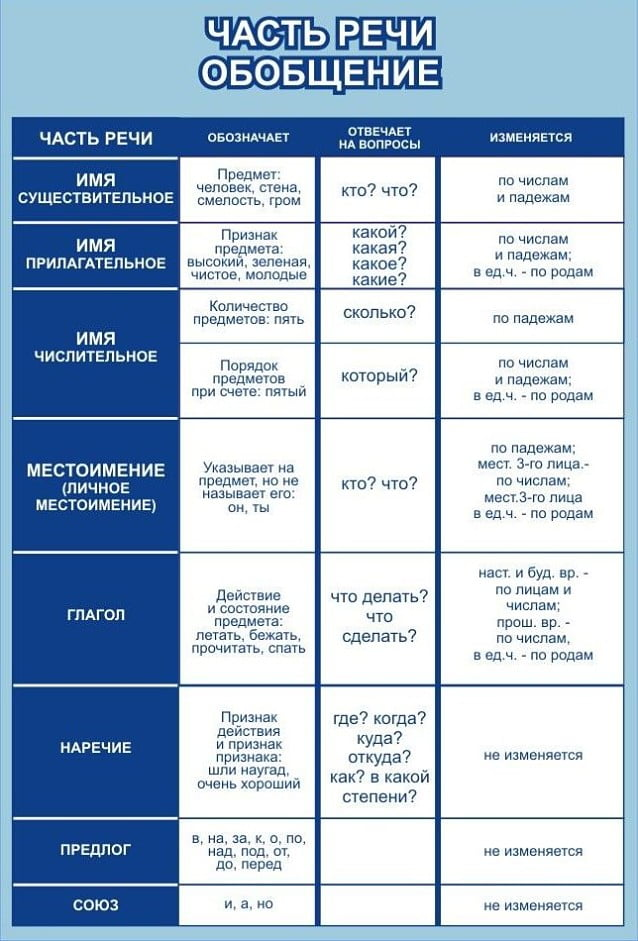 ЧАСТЬ РЕЧИ
ОБОБЩЕНИЕ
ЧАСТЬ РЕЧИ
ОБОЗНАЧАЕТ
ОТВЕЧАЕТ
НА ВОПРОСЫ
ИЗМЕНЯЕТСЯ
ИМЯ
СУЩЕСТВИТЕЛЬНОЕ
Предмет:
человек, стена,
смелость, гром
кто? что?
по числам
и падежам
ИМЯ
ПРИЛАГАТЕЛЬНОЕ
Признак
предмета:
высокий, зеленая,
чистое, молодые
какой?
какая?
какое?
какие?
по числам
и падежам;
в ед.ч. - по родам
ИМЯ
ЧИСЛИТЕЛЬНОЕ
Количество
предметов: пять
сколько?
по падежам
Порядок
предметов
при счете: пятый
который?
по числам
и падежам;
в ед.ч. - по родам
МЕСТОИМЕНИЕ
(ЛИЧНОЕ
МЕСТОИМЕНИЕ)
Указывает на
предмет, но не
называет его:
он, ты
кто? что?
по падежам;
мест. 3-го лица.-
по числам;
мест.3-го лица
в ед.ч. - по родам
ГЛАГОЛ
Действие
и состояние
предмета:
летать, бежать,
прочитать, спать
что делать?
что
сделать?
наст. и буд. вр. -
по лицам и
числам;
прош. вр. -
по числам,
в ед.ч. - по родам
НАРЕЧИЕ
Признак
действия
и признак
признака:
шли наугад,
очень хороший
где? когда?
куда?
откуда?
как? в какой
степени?
не изменяется
ПРЕДЛОГ
в, на, за, к, о, по,
над, под, от,
до, перед
не изменяется
СОЮЗ
и, а, но
не изменяется